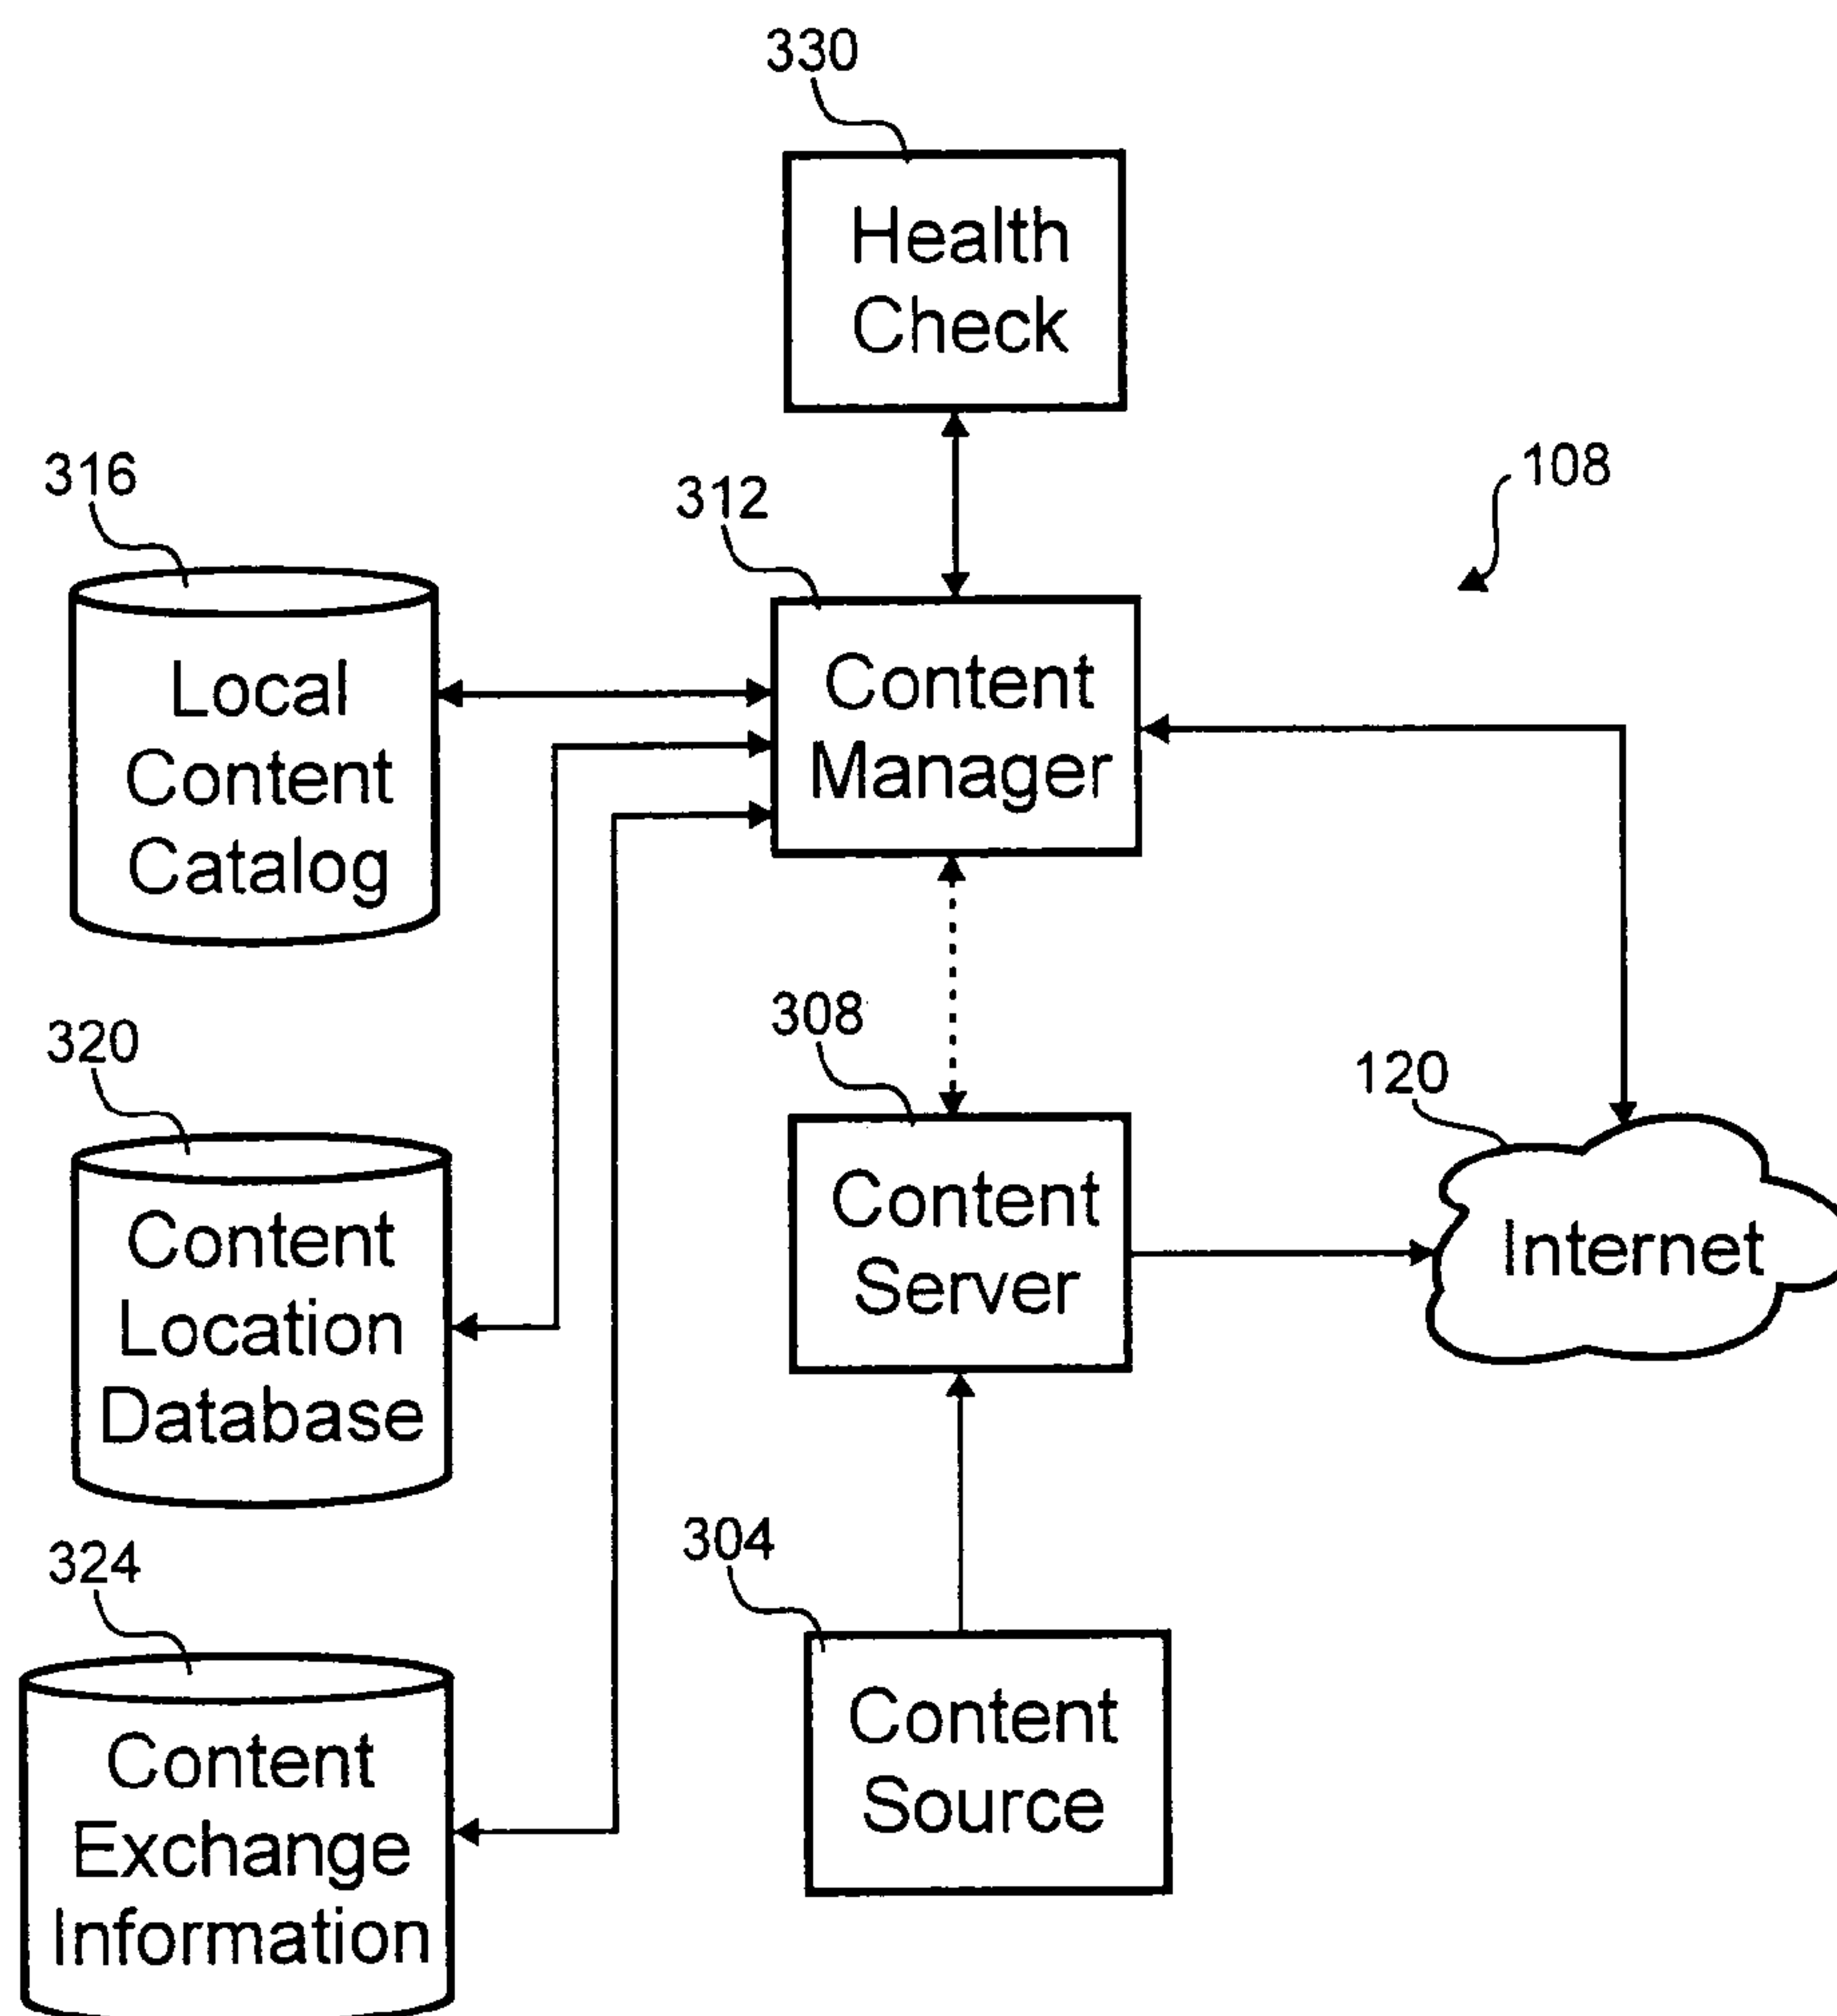 330
Health
Check
316
312
108
Local
Content
Catalog
Content
Manager
320
308
120
Content
Location
Database
Content
Server
Internet
324
304
Content
Exchange
Information
Content
Source